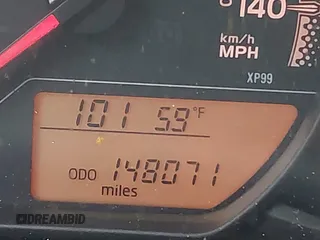 140
km/h
MPH
XP99
101 59°F
ODO 148071
miles
DREAMBID